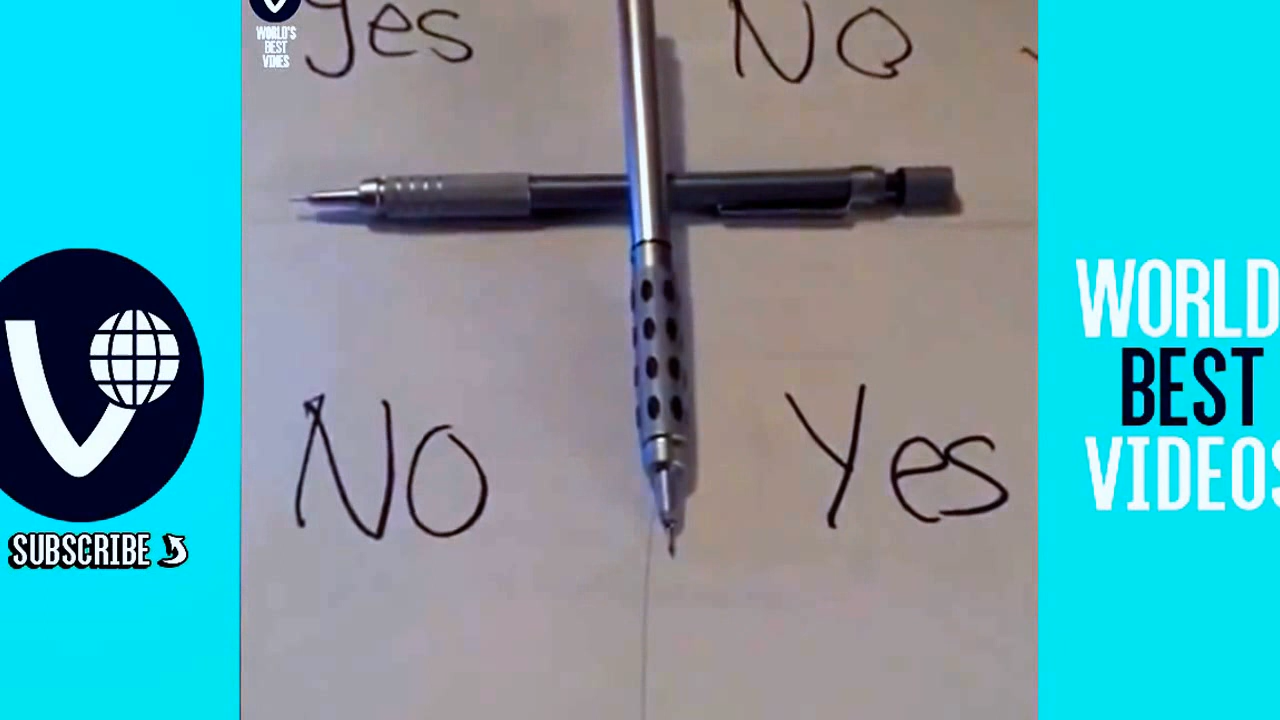 WORLD'S
BEST
VINES
Yes
No
No
Yes
SUBSCRIBE
WORLD
BEST
VIDEOS